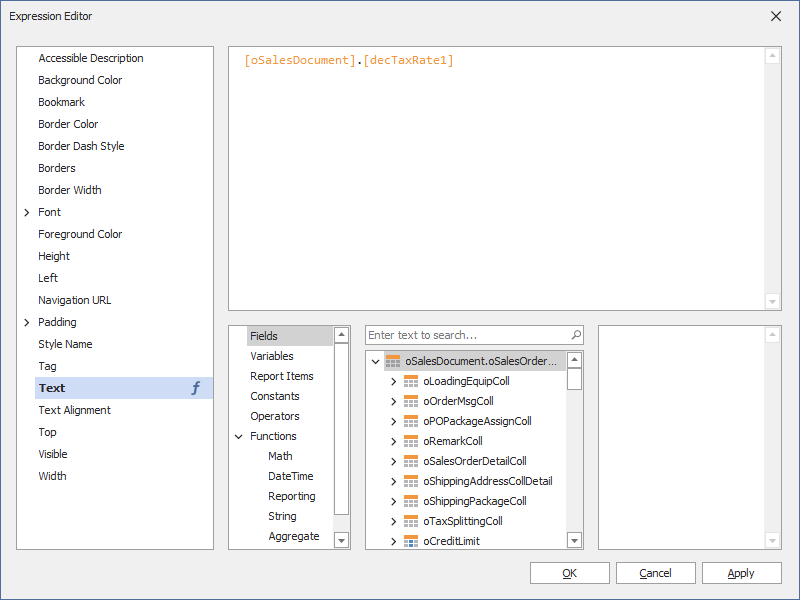 Expression Editor
Accessible Description
Background Color
Bookmark
Border Color
Border Dash Style
Borders
Border Width
Font
Foreground Color
Height
Left
Navigation URL
Padding
Style Name
Tag
Text f
Text Alignment
Top
Visible
Width
[oSalesDocument].[decTaxRate1]
Fields
Variables
Report Items
Constants
Operators
Functions
Math
DateTime
Reporting
String
Aggregate
Enter text to search...
oSalesDocument.oSalesOrder...
oLoadingEquipColl
oOrderMsgColl
oPOPackageAssignColl
oRemarkColl
oSalesOrderDetailColl
oShippingAddressCollDetail
oShippingPackageColl
oTaxSplittingColl
oCreditLimit
OK
Cancel
Apply